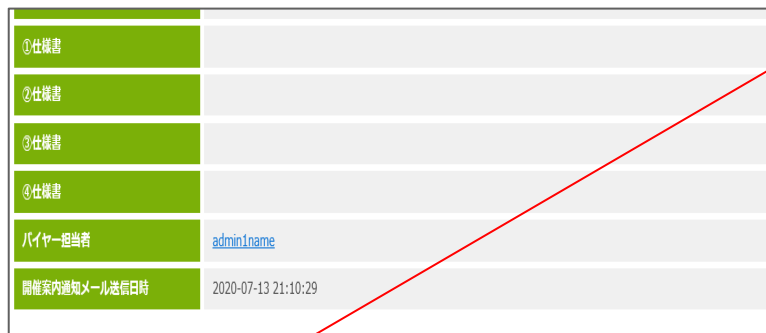 ①仕様書
②仕様書
③仕様書
④仕様書
バイヤー担当者 admin1name
開催案内通知メール送信日時 2020-07-13 21:10:29